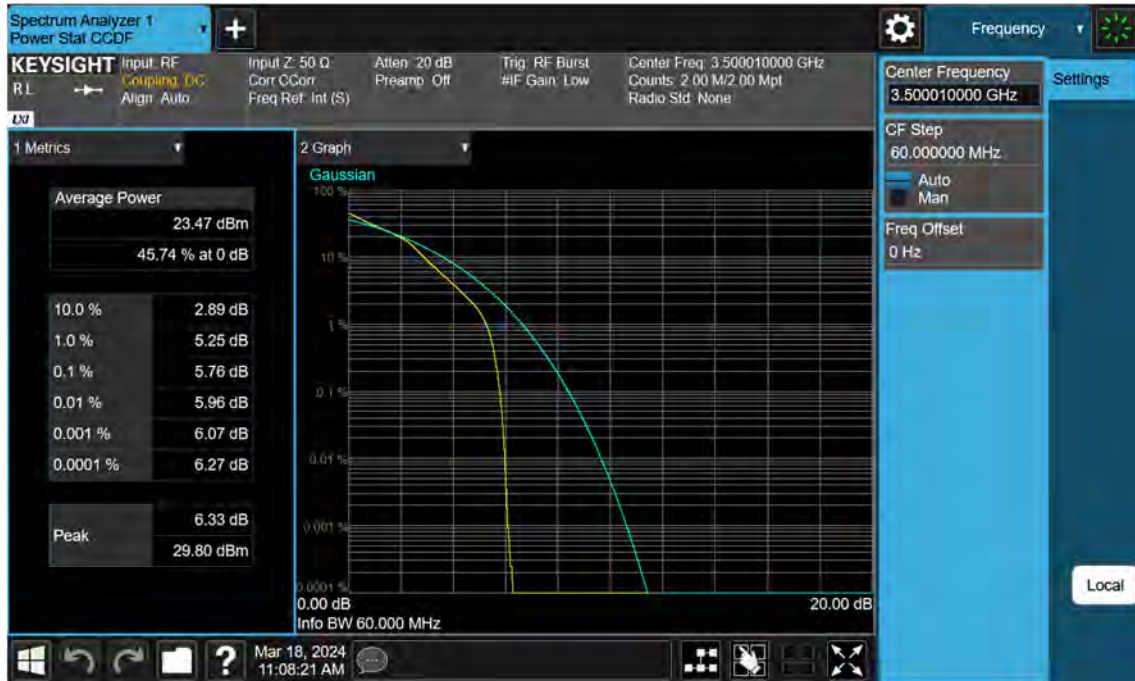 Spectrum Analyzer 1
Power Stat CCDF
Frequency
KEYSIGHT
RL
LXI
Input: RF
Coupling: DC
Align: Auto
Input Z: 50 Ω
Corr CCorr
Freq Ref: Int (S)
Atten: 20 dB
Preamp: Off
Trig: RF Burst
#IF Gain: Low
Center Freq: 3.500010000 GHz
Counts: 2.00 M/2.00 Mpt
Radio Std: None
Center Frequency
3.500010000 GHz
Settings
CF Step
60.000000 MHz
Auto
Man
Freq Offset
0 Hz
1 Metrics
Average Power
23.47 dBm
45.74 % at 0 dB
10.0 % 2.89 dB
1.0 % 5.25 dB
0.1 % 5.76 dB
0.01 % 5.96 dB
0.001 % 6.07 dB
0.0001 % 6.27 dB
Peak
6.33 dB
29.80 dBm
2 Graph
Gaussian
100 %
10 %
1 %
0.1 %
0.01 %
0.001 %
0.0001 %
0.00 dB
20.00 dB
Info BW 60.000 MHz
Local
?
Mar 18, 2024
11:08:21 AM